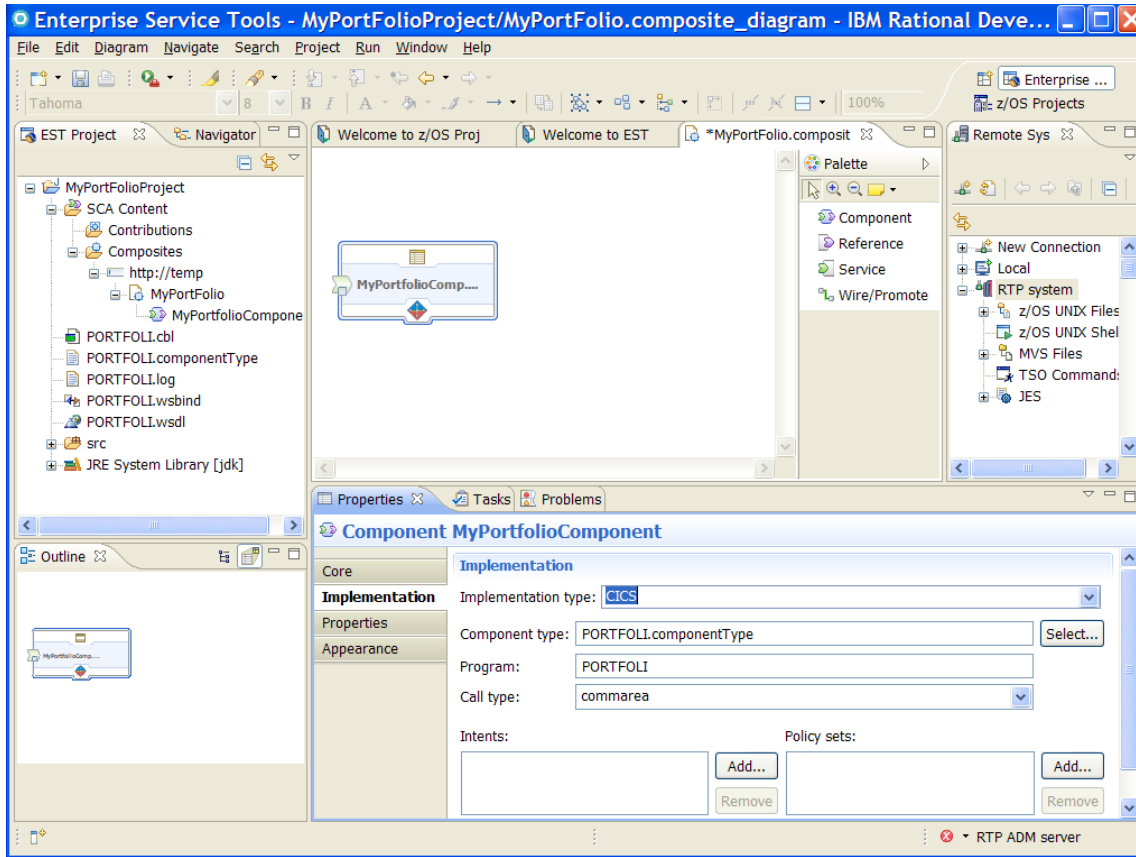 Enterprise Service Tools - MyPortFolioProject/MyPortFolio.composite_diagram - IBM Rational Deve...
File Edit Diagram Navigate Search Project Run Window Help
Enterprise ...
Tahoma 8 B I A 100% z/OS Projects
EST Project Navigator
Welcome to z/OS Proj Welcome to EST *MyPortFolio.composit
Remote Sys
MyPortFolioProject
SCA Content
Contributions
Composites
http://temp
MyPortFolio
MyPortfolioCompone
PORTFOLI.cbl
PORTFOLI.componentType
PORTFOLI.log
PORTFOLI.wsbind
PORTFOLI.wsdl
src
JRE System Library [jdk]
MyPortfolioComp....
Palette
Component
Reference
Service
Wire/Promote
New Connection
Local
RTP system
z/OS UNIX Files
z/OS UNIX Shel
MVS Files
TSO Command
JES
Outline
MyPortfolioComp....
Properties Tasks Problems
Component MyPortfolioComponent
Core
Implementation
Properties
Appearance
Implementation
Implementation type: CICS
Component type: PORTFOLI.componentType Select...
Program: PORTFOLI
Call type: commarea
Intents: Policy sets:
Add... Add...
Remove Remove
RTP ADM server